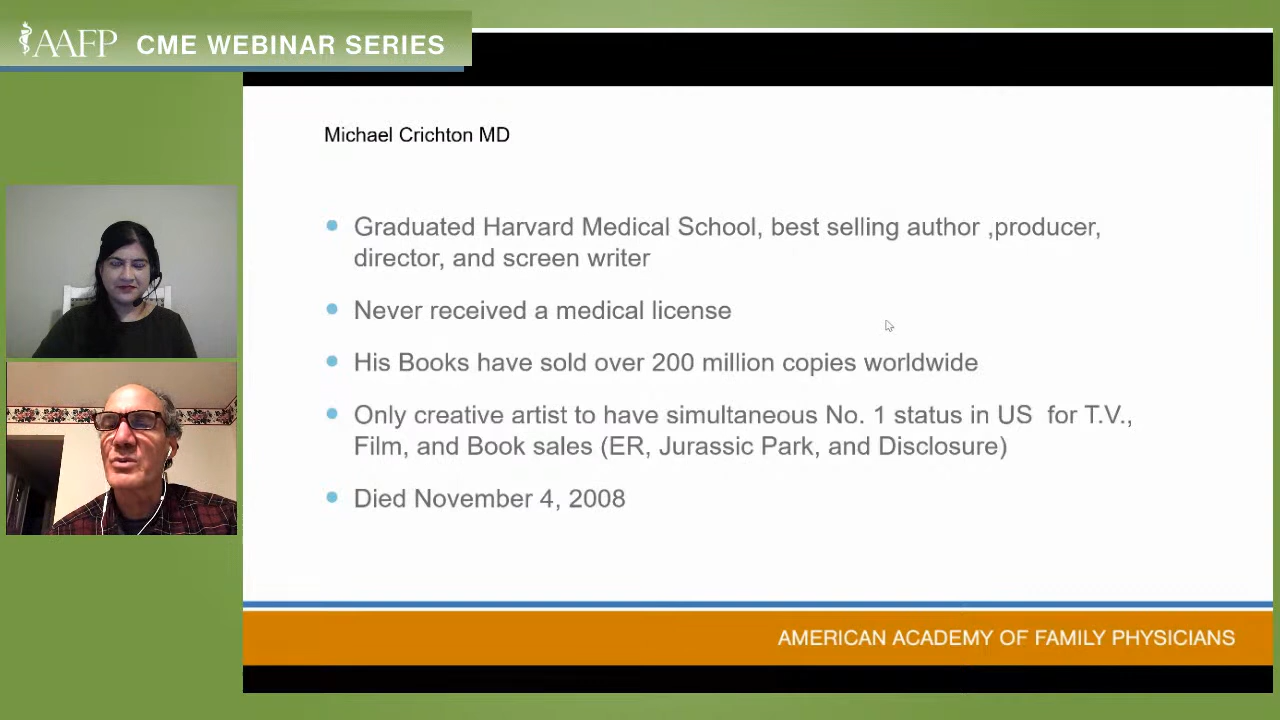 AAFP CME WEBINAR SERIES
Michael Crichton MD
Graduated Harvard Medical School, best selling author ,producer,
director, and screen writer
Never received a medical license
His Books have sold over 200 million copies worldwide
Only creative artist to have simultaneous No. 1 status in US  for T.V.,
Film, and Book sales (ER, Jurassic Park, and Disclosure)
Died November 4, 2008
AMERICAN ACADEMY OF FAMILY PHYSICIANS